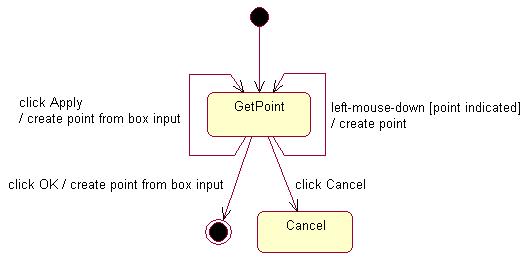 click Apply
/ create point from box input
GetPoint
left-mouse-down [point indicated]
/ create point
click OK / create point from box input
click Cancel
Cancel